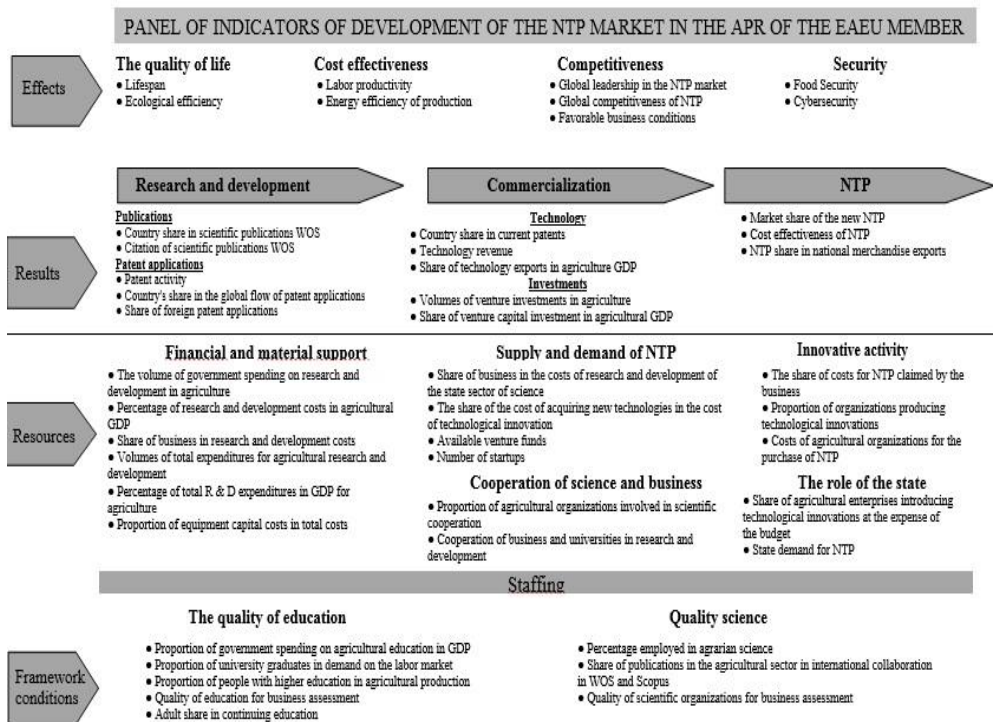 PANEL OF INDICATORS OF DEVELOPMENT OF THE NTP MARKET IN THE APR OF THE EAEU MEMBER
Effects
The quality of life
● Lifespan
● Ecological efficiency
Cost effectiveness
● Labor productivity
● Energy efficiency of production
Competitiveness
● Global leadership in the NTP market
● Global competitiveness of NTP
● Favorable business conditions
Security
● Food Security
● Cybersecurity
Research and development
Commercialization
NTP
Results
Publications
● Country share in scientific publications WOS
● Citation of scientific publications WOS
Patent applications
● Patent activity
● Country's share in the global flow of patent applications
● Share of foreign patent applications
Technology
● Country share in current patents
● Technology revenue
● Share of technology exports in agriculture GDP
Investments
● Volumes of venture investments in agriculture
● Share of venture capital investment in agricultural GDP
● Market share of the new NTP
● Cost effectiveness of NTP
● NTP share in national merchandise exports
Resources
Financial and material support
● The volume of government spending on research and
development in agriculture
● Percentage of research and development costs in agricultural
GDP
● Share of business in research and development costs
● Volumes of total expenditures for agricultural research and
development
● Percentage of total R & D expenditures in GDP for
agriculture
● Proportion of equipment capital costs in total costs
Supply and demand of NTP
● Share of business in the costs of research and development of
the state sector of science
● The share of the cost of acquiring new technologies in the cost
of technological innovation
● Available venture funds
● Number of startups
Cooperation of science and business
● Proportion of agricultural organizations involved in scientific
cooperation
● Cooperation of business and universities in research and
development
Innovative activity
● The share of costs for NTP claimed by the
business
● Proportion of organizations producing
technological innovations
● Costs of agricultural organizations for the
purchase of NTP
The role of the state
● Share of agricultural enterprises introducing
technological innovations at the expense of
the budget
● State demand for NTP
Staffing
Framework
conditions
The quality of education
● Proportion of government spending on agricultural education in GDP
● Proportion of university graduates in demand on the labor market
● Proportion of people with higher education in agricultural production
● Quality of education for business assessment
● Adult share in continuing education
Quality science
● Percentage employed in agrarian science
● Share of publications in the agricultural sector in international collaboration
in WOS and Scopus
● Quality of scientific organizations for business assessment